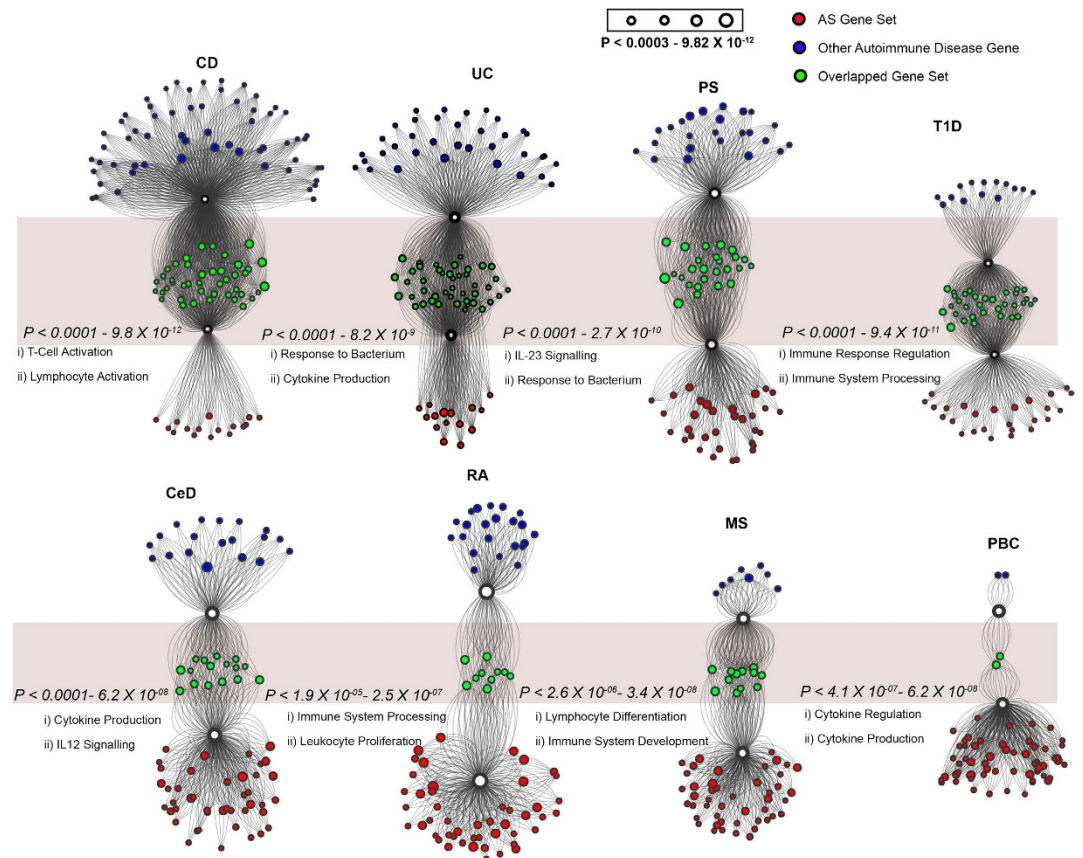 P < 0.0003 - 9.82 X 10⁻¹²
AS Gene Set
Other Autoimmune Disease Gene
Overlapped Gene Set
CD
UC
PS
T1D
P < 0.0001 - 9.8 X 10⁻¹²
i) T-Cell Activation
ii) Lymphocyte Activation
P < 0.0001 - 8.2 X 10⁻⁹
i) Response to Bacterium
ii) Cytokine Production
P < 0.0001 - 2.7 X 10⁻¹⁰
i) IL-23 Signalling
ii) Response to Bacterium
P < 0.0001 - 9.4 X 10⁻¹¹
i) Immune Response Regulation
ii) Immune System Processing
CeD
RA
MS
PBC
P < 0.0001- 6.2 X 10⁻⁰⁸
i) Cytokine Production
ii) IL12 Signalling
P < 1.9 X 10⁻⁰⁵- 2.5 X 10⁻⁰⁷
i) Immune System Processing
ii) Leukocyte Proliferation
P < 2.6 X 10⁻⁰⁶ - 3.4 X 10⁻⁰⁸
i) Lymphocyte Differentiation
ii) Immune System Development
P < 4.1 X 10⁻⁰⁷ - 6.2 X 10⁻⁰⁸
i) Cytokine Regulation
ii) Cytokine Production